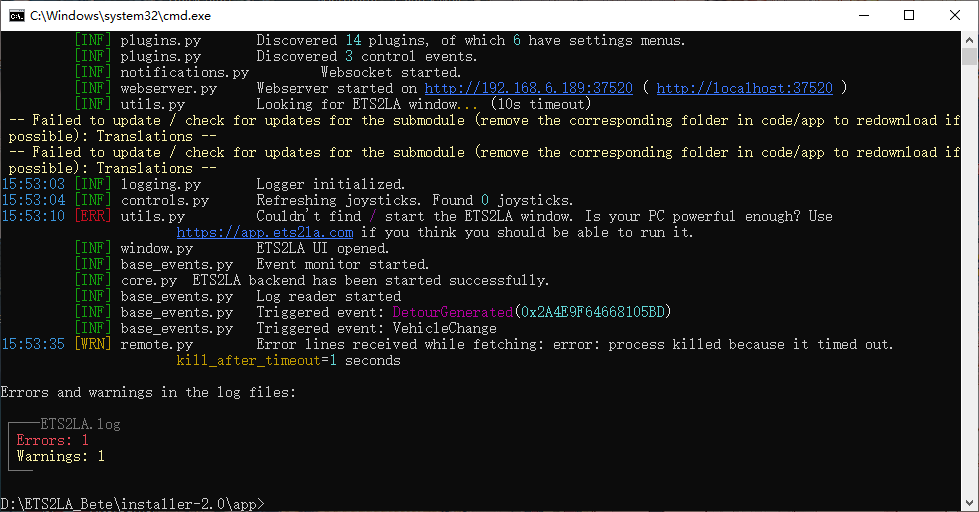 C:\Windows\system32\cmd.exe
[INF] plugins.py Discovered 14 plugins, of which 6 have settings menus.
[INF] plugins.py Discovered 3 control events.
[INF] notifications.py Websocket started.
[INF] webserver.py Webserver started on http://192.168.6.189:37520 ( http://localhost:37520 )
[INF] utils.py Looking for ETS2LA window... (10s timeout)
-- Failed to update / check for updates for the submodule (remove the corresponding folder in code/app to redownload if
possible): Translations --
-- Failed to update / check for updates for the submodule (remove the corresponding folder in code/app to redownload if
possible): Translations --
15:53:03 [INF] logging.py Logger initialized.
15:53:04 [INF] controls.py Refreshing joysticks. Found 0 joysticks.
15:53:10 [ERR] utils.py Couldn't find / start the ETS2LA window. Is your PC powerful enough? Use
https://app.ets2la.com if you think you should be able to run it.
[INF] window.py ETS2LA UI opened.
[INF] base_events.py Event monitor started.
[INF] core.py ETS2LA backend has been started successfully.
[INF] base_events.py Log reader started
[INF] base_events.py Triggered event: DetourGenerated(0x2A4E9F64668105BD)
[INF] base_events.py Triggered event: VehicleChange
15:53:35 [WRN] remote.py Error lines received while fetching: error: process killed because it timed out.
kill_after_timeout=1 seconds
Errors and warnings in the log files:
ETS2LA.log
Errors: 1
Warnings: 1
D:\ETS2LA_Bete\installer-2.0\app>